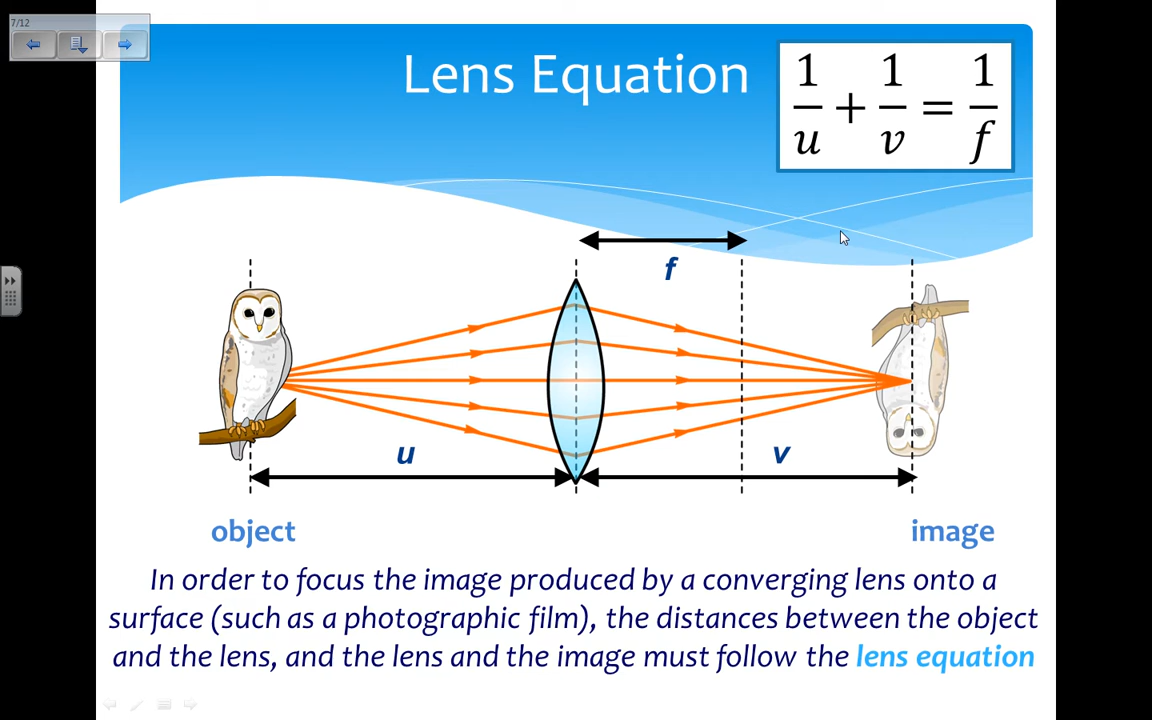 7/12
Lens Equation
1/u + 1/v = 1/f
f
u
v
object
image
In order to focus the image produced by a converging lens onto a
surface (such as a photographic film), the distances between the object
and the lens, and the lens and the image must follow the lens equation